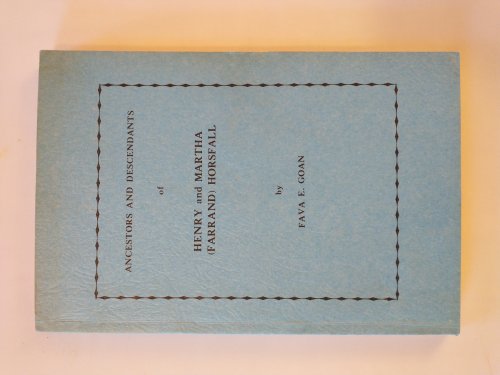 ANCESTORS AND DESCENDANTS
of
HENRY and MARTHA
(FARRAND) HORSFALL
by
FAVA E. GOAN